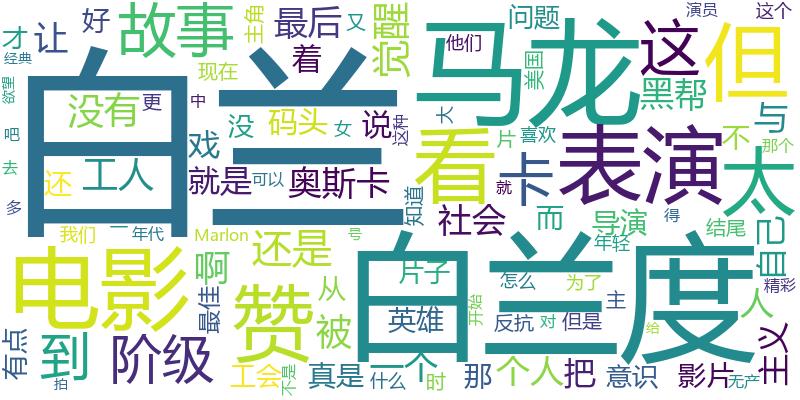 才
经典
欲望
吧
去
多
让
好
故事
主角
最后
又
着
觉醒
问题
他们
美国
演员
这个
这
但
马龙
白兰
白兰度
现在
没有
更
中
没
码头
女
说
这种
大
片
喜欢
黑帮
与
不
那个
戏
工人
还
就是
可以
奥斯卡
知道
看
卡
就
表演
太
我们
一
年代
Marlon
号
社会
而
导演
得
结尾
自己
年轻
电影
还是
啊
片子
怎么
为了
精彩
人
从
最佳
赞
被
英雄
开始
反抗
对
但是
主
给
主义
有点
到
阶级
拍
工会
不是
真是
什么
一个
时
那
个人
把
意识
影片
无产